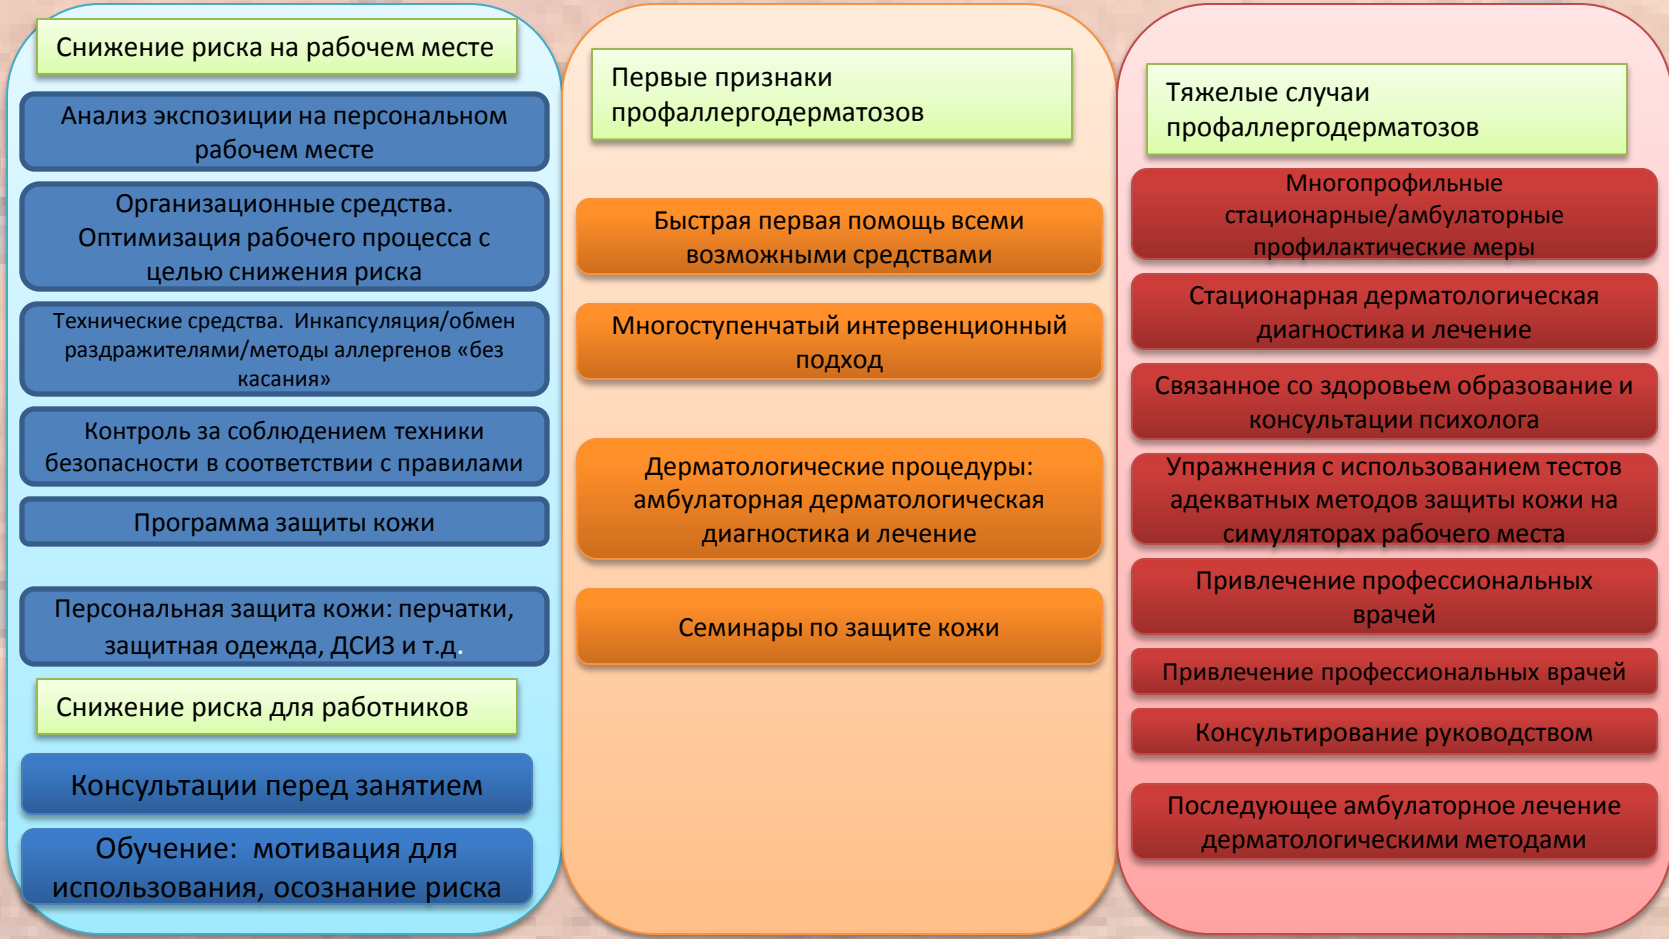 Снижение риска на рабочем месте
Анализ экспозиции на персональном
рабочем месте
Организационные средства.
Оптимизация рабочего процесса с
целью снижения риска
Технические средства. Инкапсуляция/обмен
раздражителями/методы аллергенов «без
касания»
Контроль за соблюдением техники
безопасности в соответствии с правилами
Программа защиты кожи
Персональная защита кожи: перчатки,
защитная одежда, ДСИЗ и т.д.
Снижение риска для работников
Консультации перед занятием
Обучение: мотивация для
использования, осознание риска
Первые признаки
профаллергодерматозов
Быстрая первая помощь всеми
возможными средствами
Многоступенчатый интервенционный
подход
Дерматологические процедуры:
амбулаторная дерматологическая
диагностика и лечение
Семинары по защите кожи
Тяжелые случаи
профаллергодерматозов
Многопрофильные
стационарные/амбулаторные
профилактические меры
Стационарная дерматологическая
диагностика и лечение
Связанное со здоровьем образование и
консультации психолога
Упражнения с использованием тестов
адекватных методов защиты кожи на
симуляторах рабочего места
Привлечение профессиональных
врачей
Привлечение профессиональных врачей
Консультирование руководством
Последующее амбулаторное лечение
дерматологическими методами